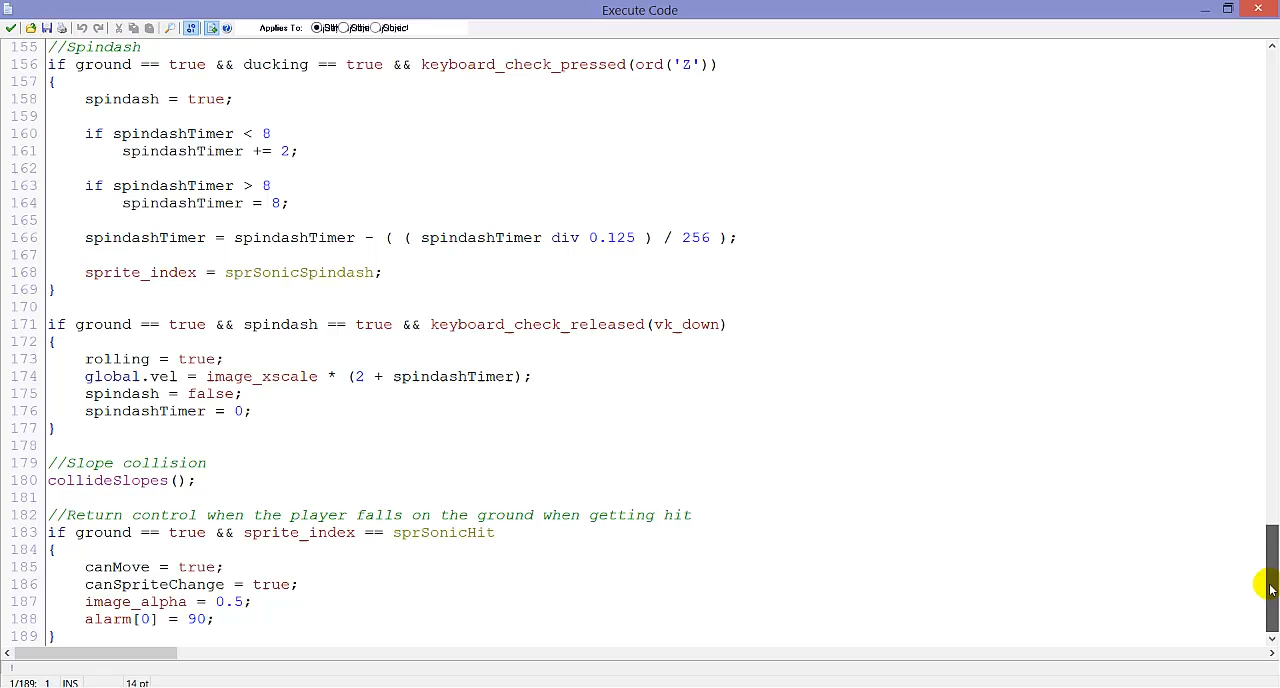 Execute Code
Applies To:
155 //Spindash
156 if ground == true && ducking == true && keyboard_check_pressed(ord('Z'))
157 {
158 spindash = true;
159
160 if spindashTimer < 8
161 spindashTimer += 2;
162
163 if spindashTimer > 8
164 spindashTimer = 8;
165
166 spindashTimer = spindashTimer - ( ( spindashTimer div 0.125 ) / 256 );
167
168 sprite_index = sprSonicSpindash;
169 }
170
171 if ground == true && spindash == true && keyboard_check_released(vk_down)
172 {
173 rolling = true;
174 global.vel = image_xscale * (2 + spindashTimer);
175 spindash = false;
176 spindashTimer = 0;
177 }
178
179 //Slope collision
180 collideSlopes();
181
182 //Return control when the player falls on the ground when getting hit
183 if ground == true && sprite_index == sprSonicHit
184 {
185 canMove = true;
186 canSpriteChange = true;
187 image_alpha = 0.5;
188 alarm[0] = 90;
189 }
1/189: 1 INS 14 pt